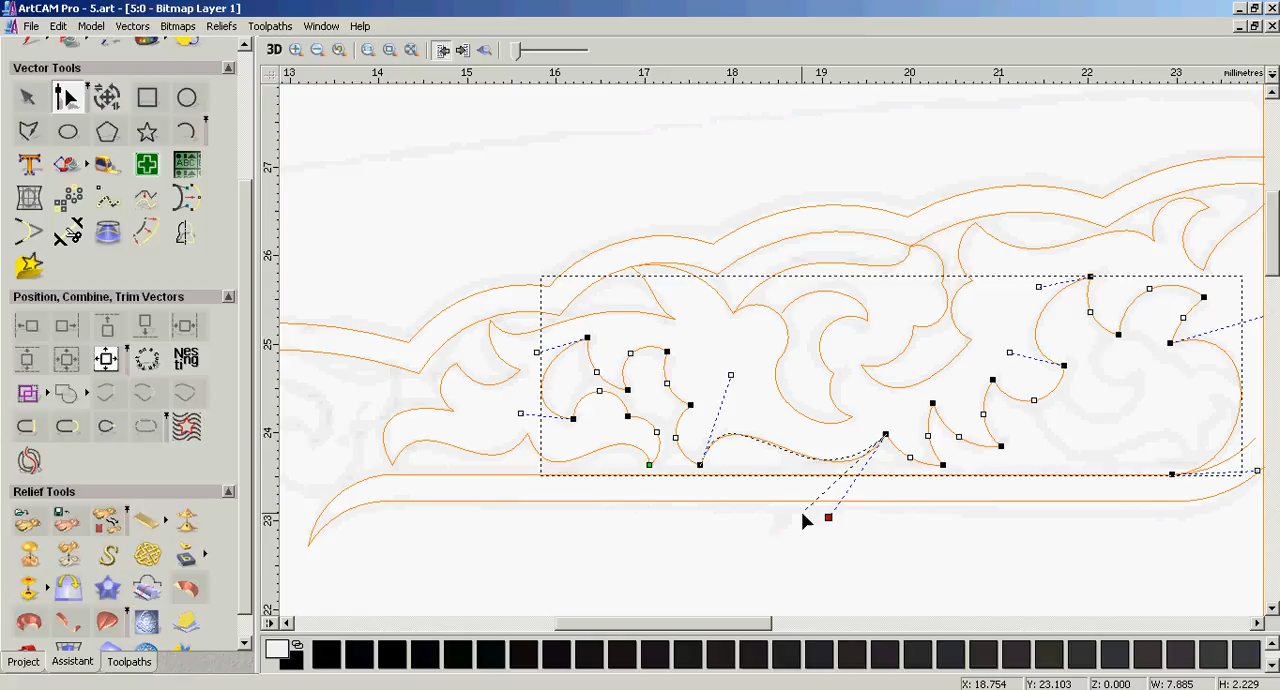 ArtCAM Pro - 5.art - [5:0 - Bitmap Layer 1]
File Edit Model Vectors Bitmaps Reliefs Toolpaths Window Help
3D
Vector Tools
13 14 15 16 17 18 19 20 21 22 23 millimetres
27
26
25
24
23
22
ABC
Position, Combine, Trim Vectors
Nes
ting
Relief Tools
Project Assistant Toolpaths
X: 18.754 Y: 23.103 Z: 0.000 W: 7.885 H: 2.229